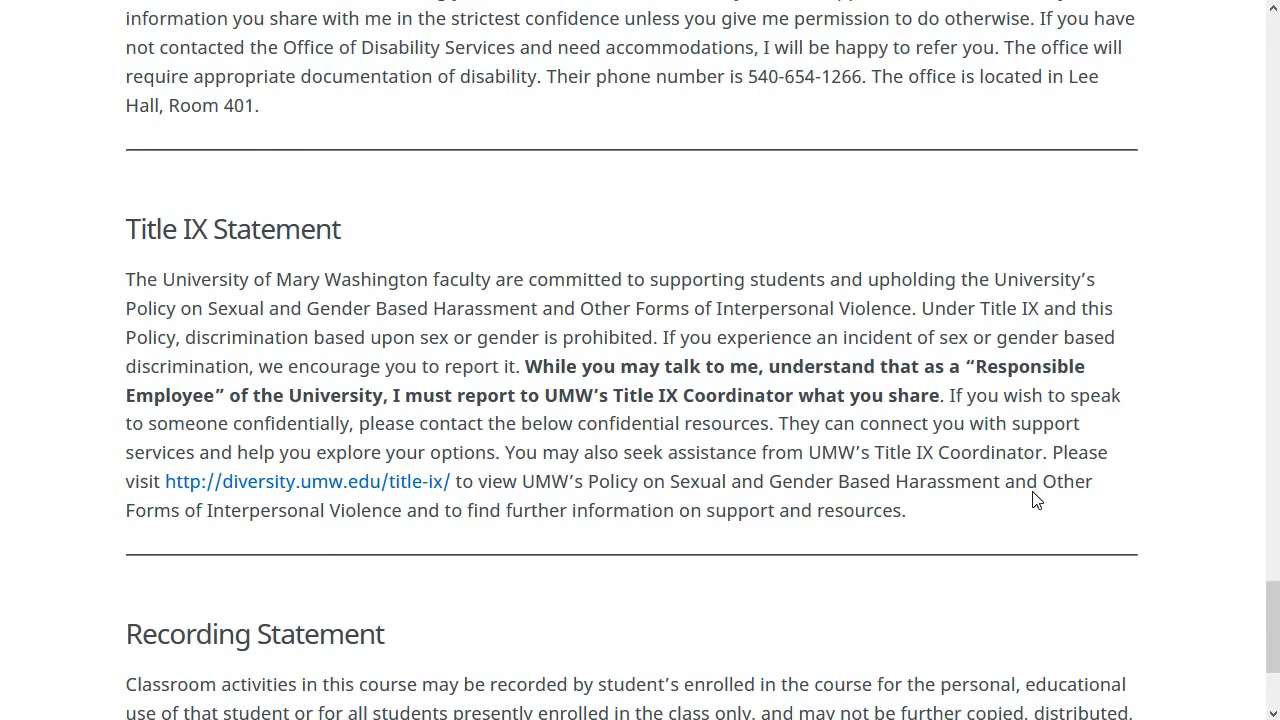 information you share with me in the strictest confidence unless you give me permission to do otherwise. If you have
not contacted the Office of Disability Services and need accommodations, I will be happy to refer you. The office will
require appropriate documentation of disability. Their phone number is 540-654-1266. The office is located in Lee
Hall, Room 401.
Title IX Statement
The University of Mary Washington faculty are committed to supporting students and upholding the University’s
Policy on Sexual and Gender Based Harassment and Other Forms of Interpersonal Violence. Under Title IX and this
Policy, discrimination based upon sex or gender is prohibited. If you experience an incident of sex or gender based
discrimination, we encourage you to report it. While you may talk to me, understand that as a “Responsible
Employee” of the University, I must report to UMW’s Title IX Coordinator what you share. If you wish to speak
to someone confidentially, please contact the below confidential resources. They can connect you with support
services and help you explore your options. You may also seek assistance from UMW’s Title IX Coordinator. Please
visit http://diversity.umw.edu/title-ix/ to view UMW’s Policy on Sexual and Gender Based Harassment and Other
Forms of Interpersonal Violence and to find further information on support and resources.
Recording Statement
Classroom activities in this course may be recorded by student’s enrolled in the course for the personal, educational
use of that student or for all students presently enrolled in the class only, and may not be further copied, distributed,